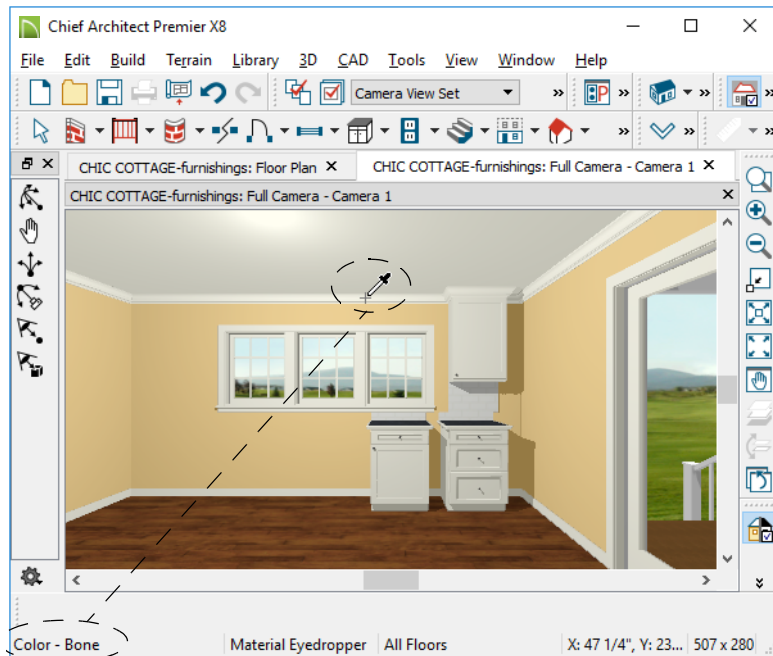 Chief Architect Premier X8
File Edit Build Terrain Library 3D CAD Tools View Window Help
Camera View Set
P
CHIC COTTAGE-furnishings: Floor Plan
CHIC COTTAGE-furnishings: Full Camera - Camera 1
CHIC COTTAGE-furnishings: Full Camera - Camera 1
Color - Bone Material Eyedropper All Floors X: 47 1/4", Y: 23... 507 x 280